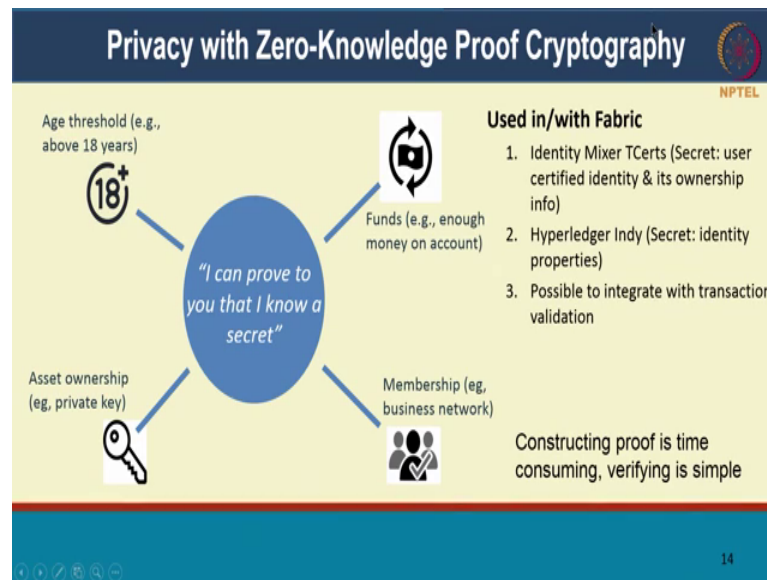 Privacy with Zero-Knowledge Proof Cryptography
NPTEL
Age threshold (e.g.,
above 18 years)
18+
Funds (e.g., enough
money on account)
"I can prove to
you that I know a
secret"
Asset ownership
(eg, private key)
Membership (eg,
business network)
Used in/with Fabric
1. Identity Mixer TCerts (Secret: user
certified identity & its ownership
info)
2. Hyperledger Indy (Secret: identity
properties)
3. Possible to integrate with transaction
validation
Constructing proof is time
consuming, verifying is simple
14